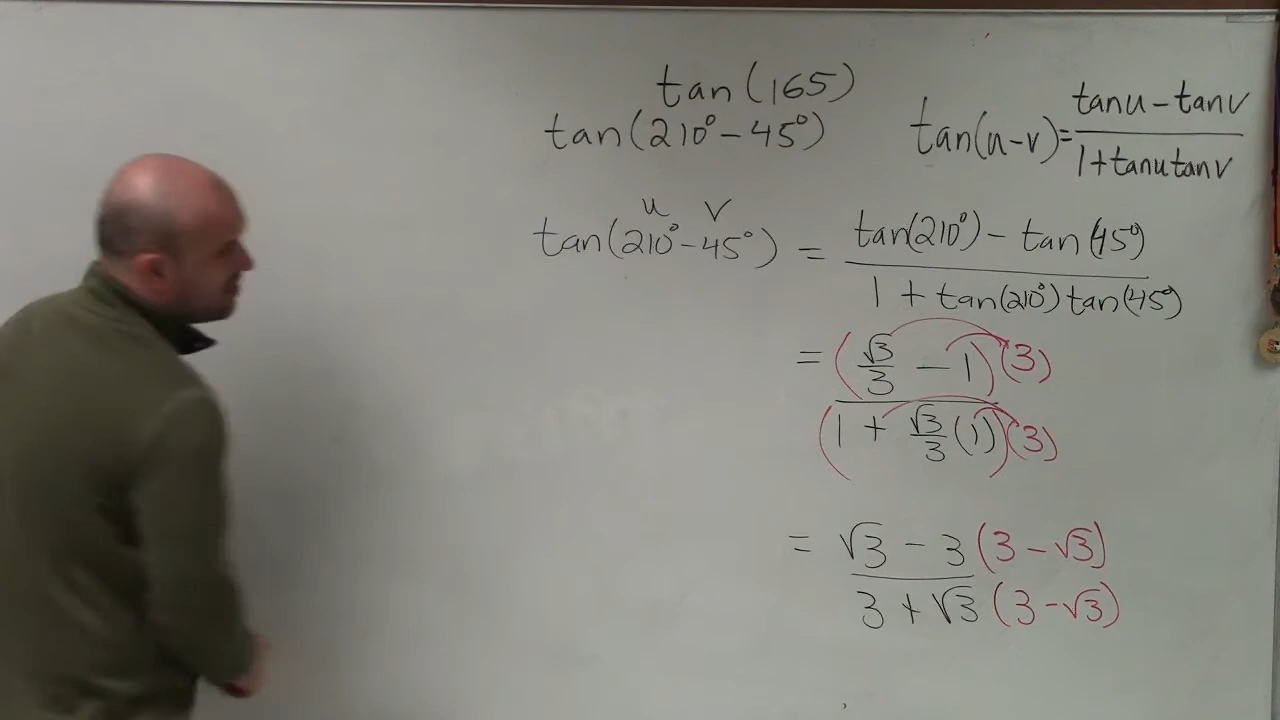 tan(165)
tan(210° - 45°)
tan(u-v) = tanu - tanv / 1 + tanu tanv
u v
tan(210° - 45°) = tan(210°) - tan(45°) / 1 + tan(210°) tan(45°)
= (√3/3 - 1)(3) / (1 + √3/3 (1))(3)
= √3 - 3 (3 - √3) / 3 + √3 (3 - √3)